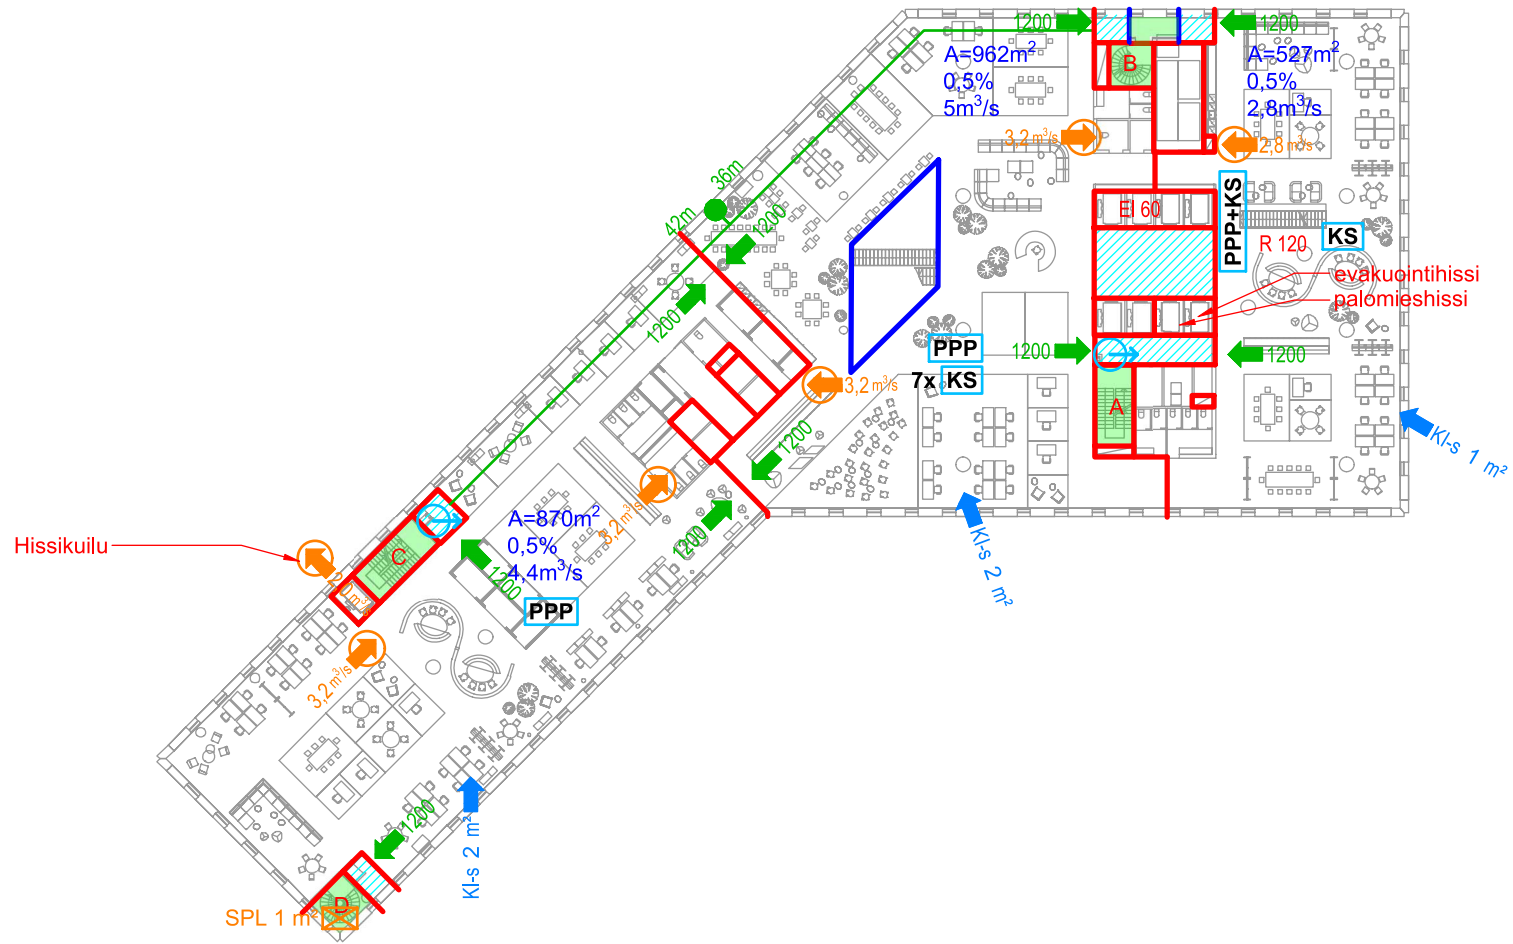 1200
1200
A=962m²
0,5%
5m³/s
B
A=527m²
0,5%
2,8m³/s
3,2 m³/s
2,8 m³/s
36m
42m
1200
1200
EI 60
PPP+KS
R 120
KS
evakuointihissi
palomieshissi
PPP
7x KS
1200
1200
3,2 m³/s
A
1200
Kl-s 1 m²
3,2 m³/s
1200
Kl-s 2 m²
A=870m²
0,5%
4,4m³/s
Hissikuilu
C
2,0 m³/s
1200
PPP
3,2 m³/s
1200
Kl-s 2 m²
D
SPL 1 m²